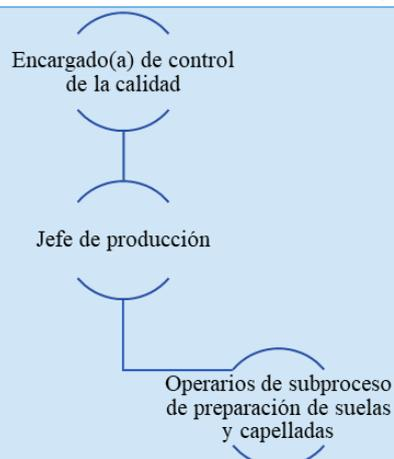 Encargado(a) de control
de la calidad
Jefe de producción
Operarios de subproceso
de preparación de suelas
y capelladas